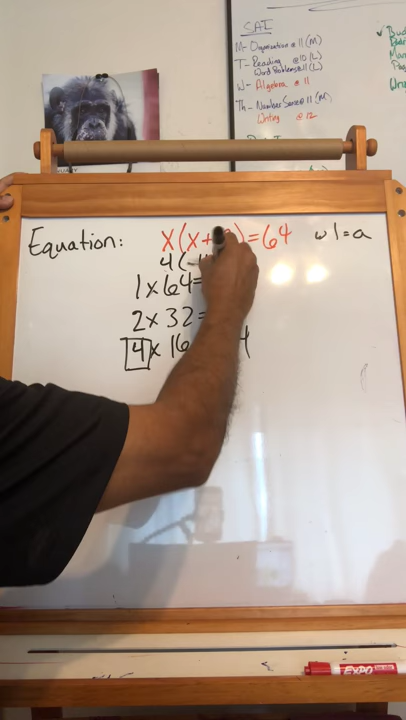 SAI
M- Organization @ 11 (M)
T- Reading @10 (L)
Word Problems @ 11 (L)
W- Algebra @ 11
Th- Number Sense @ 11 (M)
Writing @ 12
Equation: X(X+ )=64 w l=a
4(
1x64=
2x32=
4x16
EXPO